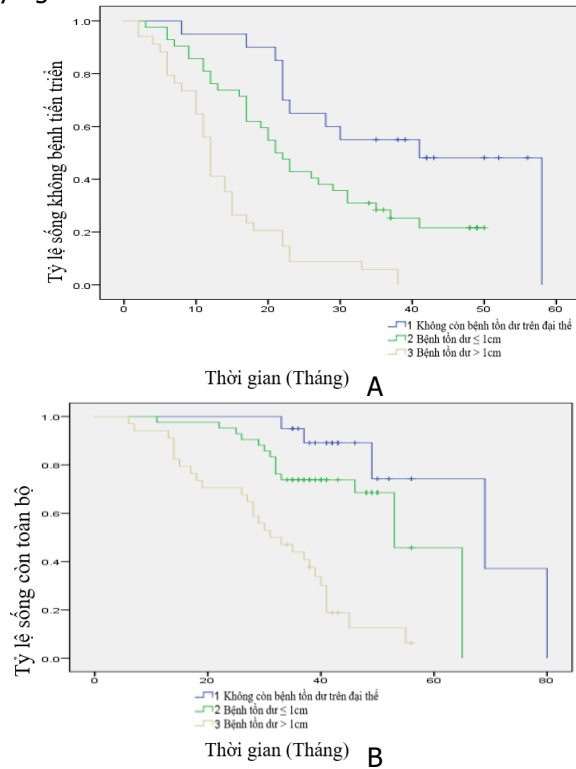 Tỷ lệ sống không bệnh tiến triển
1.0
0.8
0.6
0.4
0.2
0.0
0 10 20 30 40 50 60
1 Không còn bệnh tồn dư trên đại thể
2 Bệnh tồn dư ≤ 1cm
3 Bệnh tồn dư > 1cm
Thời gian (Tháng) A
Tỷ lệ sống còn toàn bộ
1.0
0.8
0.6
0.4
0.2
0.0
0 20 40 60 80
1 Không còn bệnh tồn dư trên đại thể
2 Bệnh tồn dư ≤ 1cm
3 Bệnh tồn dư > 1cm
Thời gian (Tháng) B